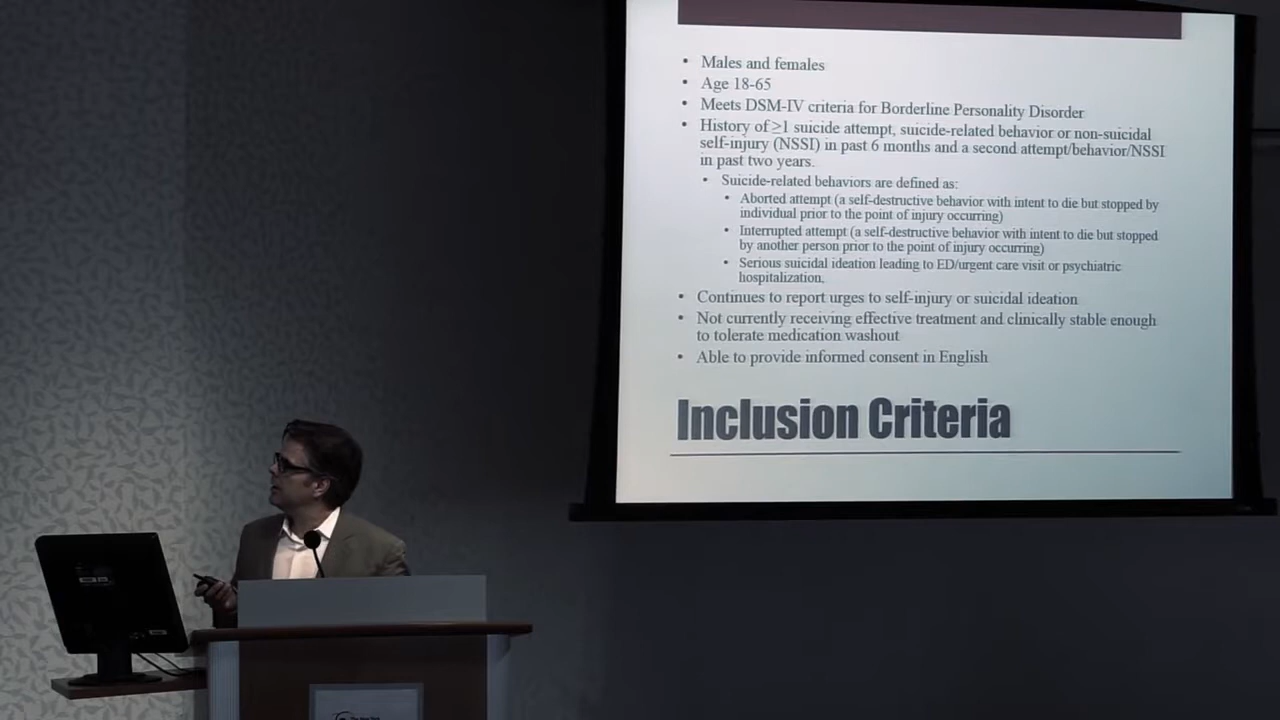 • Males and females
• Age 18-65
• Meets DSM-IV criteria for Borderline Personality Disorder
• History of ≥1 suicide attempt, suicide-related behavior or non-suicidal
self-injury (NSSI) in past 6 months and a second attempt/behavior/NSSI
in past two years.
• Suicide-related behaviors are defined as:
• Aborted attempt (a self-destructive behavior with intent to die but stopped by
individual prior to the point of injury occurring)
• Interrupted attempt (a self-destructive behavior with intent to die but stopped
by another person prior to the point of injury occurring)
• Serious suicidal ideation leading to ED/urgent care visit or psychiatric
hospitalization.
• Continues to report urges to self-injury or suicidal ideation
• Not currently receiving effective treatment and clinically stable enough
to tolerate medication washout
• Able to provide informed consent in English
Inclusion Criteria